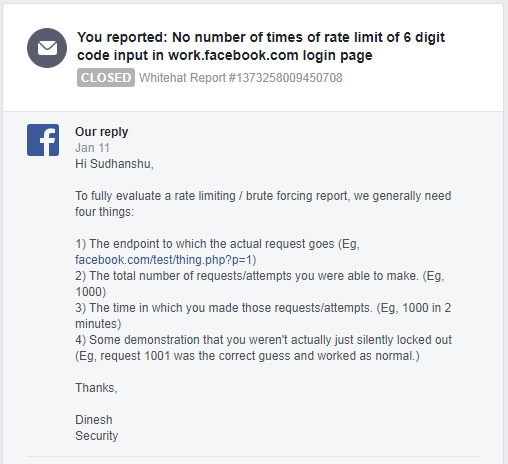 You reported: No number of times of rate limit of 6 digit
code input in work.facebook.com login page
CLOSED Whitehat Report #1373258009450708
Our reply
Jan 11
Hi Sudhanshu,
To fully evaluate a rate limiting / brute forcing report, we generally need
four things:
1) The endpoint to which the actual request goes (Eg,
facebook.com/test/thing.php?p=1)
2) The total number of requests/attempts you were able to make. (Eg,
1000)
3) The time in which you made those requests/attempts. (Eg, 1000 in 2
minutes)
4) Some demonstration that you weren't actually just silently locked out
(Eg, request 1001 was the correct guess and worked as normal.)
Thanks,
Dinesh
Security